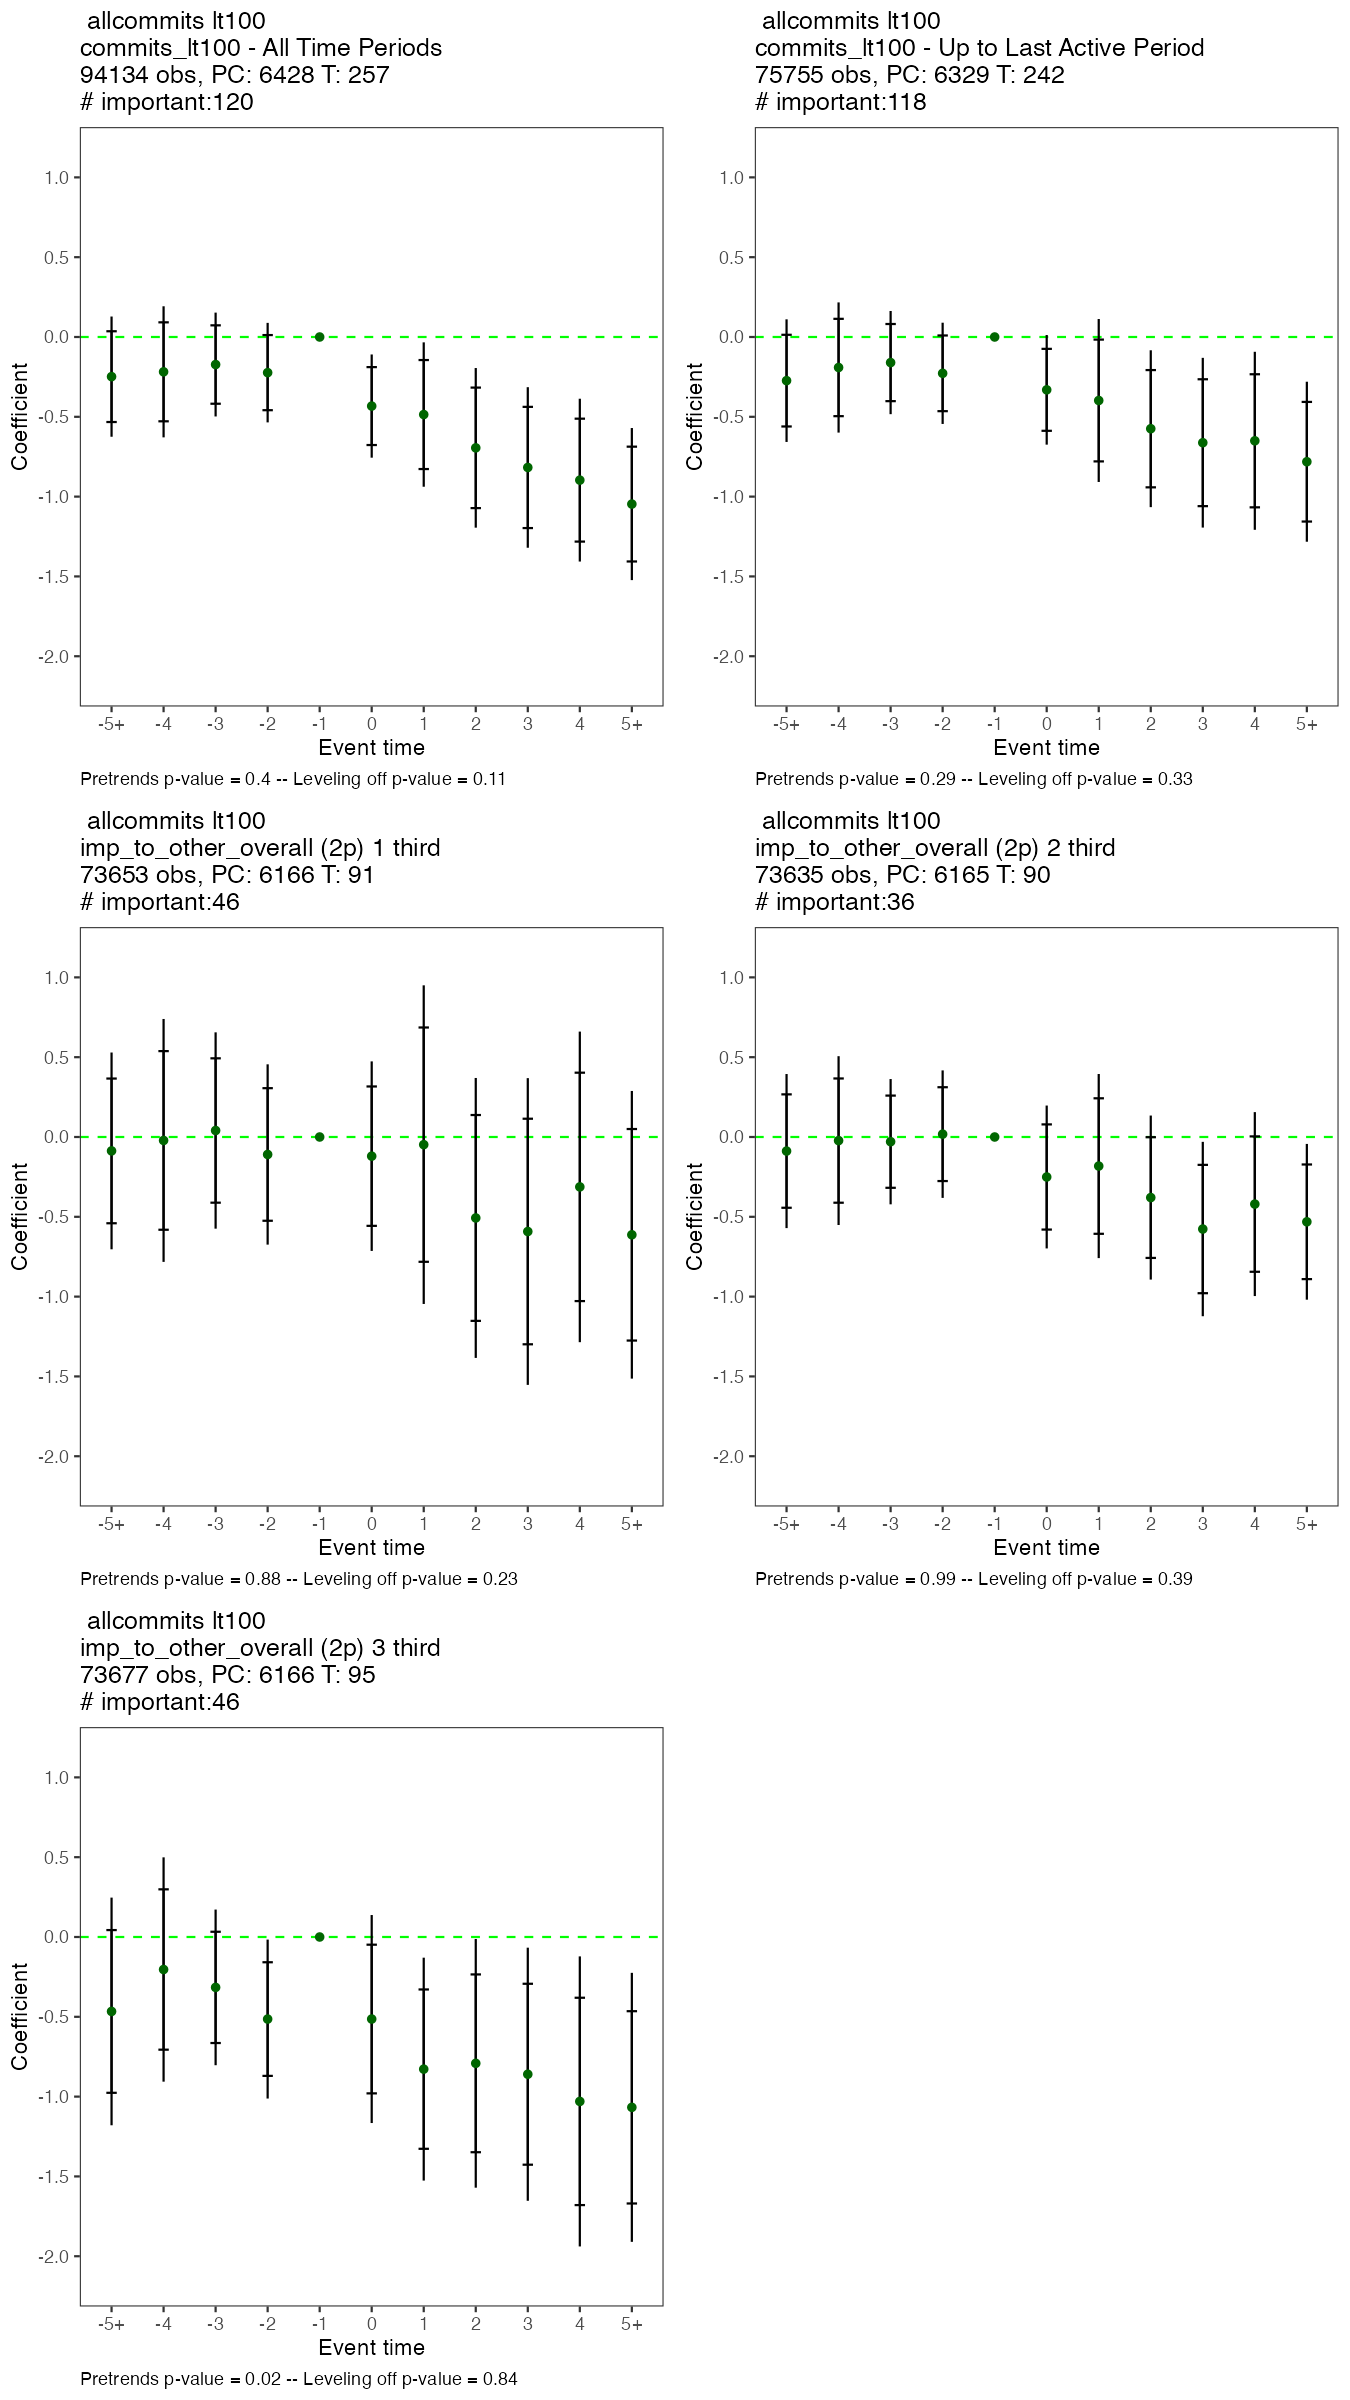 allcommits lt100
commits_lt100 - All Time Periods
94134 obs, PC: 6428 T: 257
# important:120
1.0
0.5
0.0
-0.5
-1.0
-1.5
-2.0
Coefficient
-5+ -4 -3 -2 -1 0 1 2 3 4 5+
Event time
Pretrends p-value = 0.4 -- Leveling off p-value = 0.11
allcommits lt100
commits_lt100 - Up to Last Active Period
75755 obs, PC: 6329 T: 242
# important:118
1.0
0.5
0.0
-0.5
-1.0
-1.5
-2.0
Coefficient
-5+ -4 -3 -2 -1 0 1 2 3 4 5+
Event time
Pretrends p-value = 0.29 -- Leveling off p-value = 0.33
allcommits lt100
imp_to_other_overall (2p) 1 third
73653 obs, PC: 6166 T: 91
# important:46
1.0
0.5
0.0
-0.5
-1.0
-1.5
-2.0
Coefficient
-5+ -4 -3 -2 -1 0 1 2 3 4 5+
Event time
Pretrends p-value = 0.88 -- Leveling off p-value = 0.23
allcommits lt100
imp_to_other_overall (2p) 2 third
73635 obs, PC: 6165 T: 90
# important:36
1.0
0.5
0.0
-0.5
-1.0
-1.5
-2.0
Coefficient
-5+ -4 -3 -2 -1 0 1 2 3 4 5+
Event time
Pretrends p-value = 0.99 -- Leveling off p-value = 0.39
allcommits lt100
imp_to_other_overall (2p) 3 third
73677 obs, PC: 6166 T: 95
# important:46
1.0
0.5
0.0
-0.5
-1.0
-1.5
-2.0
Coefficient
-5+ -4 -3 -2 -1 0 1 2 3 4 5+
Event time
Pretrends p-value = 0.02 -- Leveling off p-value = 0.84